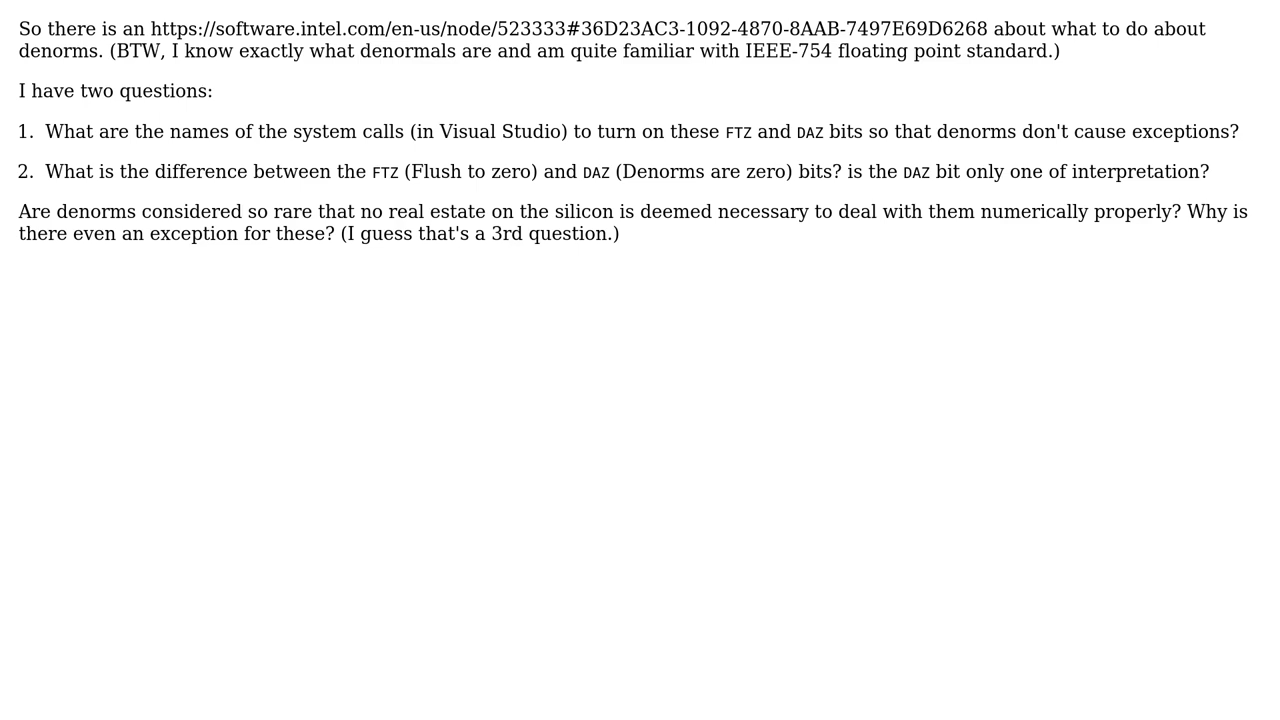 So there is an https://software.intel.com/en-us/node/523333#36D23AC3-1092-4870-8AAB-7497E69D6268 about what to do about
denorms. (BTW, I know exactly what denormals are and am quite familiar with IEEE-754 floating point standard.)
I have two questions:
1. What are the names of the system calls (in Visual Studio) to turn on these FTZ and DAZ bits so that denorms don't cause exceptions?
2. What is the difference between the FTZ (Flush to zero) and DAZ (Denorms are zero) bits? is the DAZ bit only one of interpretation?
Are denorms considered so rare that no real estate on the silicon is deemed necessary to deal with them numerically properly? Why is
there even an exception for these? (I guess that's a 3rd question.)